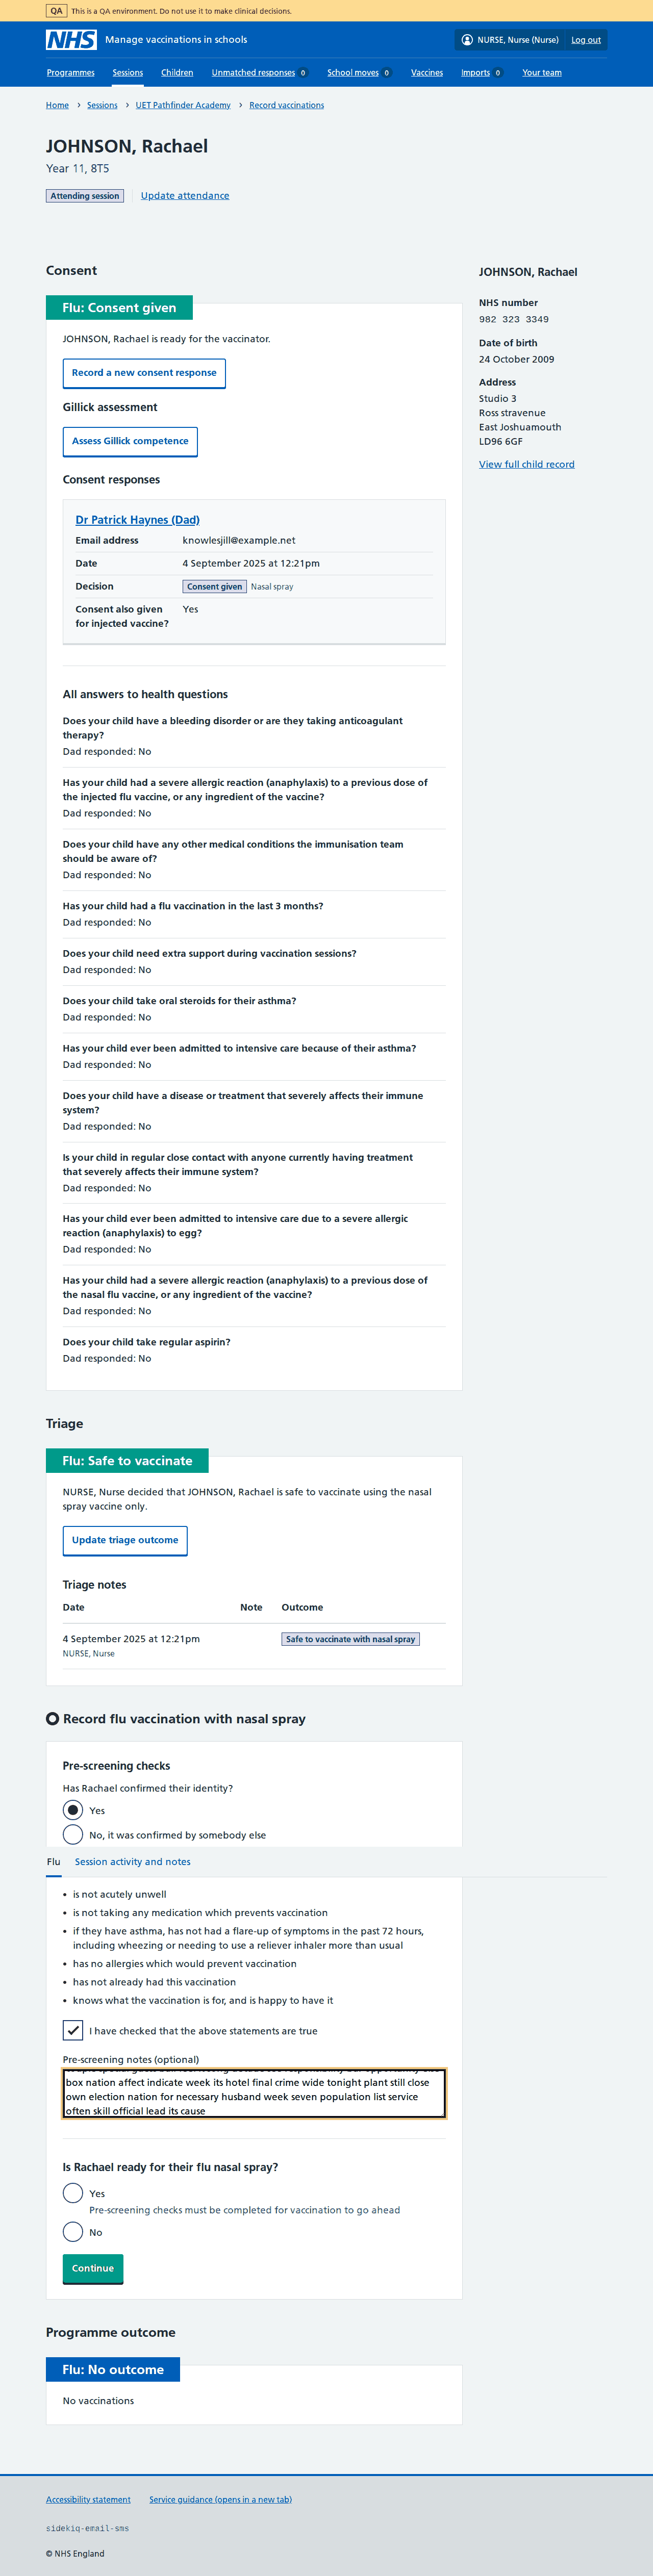 QA This is a QA environment. Do not use it to make clinical decisions.
NHS Manage vaccinations in schools
NURSE, Nurse (Nurse) Log out
Programmes Sessions Children Unmatched responses 0 School moves 0 Vaccines Imports 0 Your team
Home Sessions UET Pathfinder Academy Record vaccinations
JOHNSON, Rachael
Year 11, 8T5
Attending session Update attendance
Consent
Flu: Consent given
JOHNSON, Rachael is ready for the vaccinator.
Record a new consent response
Gillick assessment
Assess Gillick competence
Consent responses
Dr Patrick Haynes (Dad)
Email address knowlesjill@example.net
Date 4 September 2025 at 12:21pm
Decision Consent given Nasal spray
Consent also given Yes
for injected vaccine?
All answers to health questions
Does your child have a bleeding disorder or are they taking anticoagulant
therapy?
Dad responded: No
Has your child had a severe allergic reaction (anaphylaxis) to a previous dose of
the injected flu vaccine, or any ingredient of the vaccine?
Dad responded: No
Does your child have any other medical conditions the immunisation team
should be aware of?
Dad responded: No
Has your child had a flu vaccination in the last 3 months?
Dad responded: No
Does your child need extra support during vaccination sessions?
Dad responded: No
Does your child take oral steroids for their asthma?
Dad responded: No
Has your child ever been admitted to intensive care because of their asthma?
Dad responded: No
Does your child have a disease or treatment that severely affects their immune
system?
Dad responded: No
Is your child in regular close contact with anyone currently having treatment
that severely affects their immune system?
Dad responded: No
Has your child ever been admitted to intensive care due to a severe allergic
reaction (anaphylaxis) to egg?
Dad responded: No
Has your child had a severe allergic reaction (anaphylaxis) to a previous dose of
the nasal flu vaccine, or any ingredient of the vaccine?
Dad responded: No
Does your child take regular aspirin?
Dad responded: No
JOHNSON, Rachael
NHS number
982 323 3349
Date of birth
24 October 2009
Address
Studio 3
Ross stravenue
East Joshuamouth
LD96 6GF
View full child record
Triage
Flu: Safe to vaccinate
NURSE, Nurse decided that JOHNSON, Rachael is safe to vaccinate using the nasal
spray vaccine only.
Update triage outcome
Triage notes
Date Note Outcome
4 September 2025 at 12:21pm Safe to vaccinate with nasal spray
NURSE, Nurse
Record flu vaccination with nasal spray
Pre-screening checks
Has Rachael confirmed their identity?
Yes
No, it was confirmed by somebody else
Flu Session activity and notes
is not acutely unwell
is not taking any medication which prevents vaccination
if they have asthma, has not had a flare-up of symptoms in the past 72 hours,
including wheezing or needing to use a reliever inhaler more than usual
has no allergies which would prevent vaccination
has not already had this vaccination
knows what the vaccination is for, and is happy to have it
I have checked that the above statements are true
Pre-screening notes (optional)
box nation affect indicate week its hotel final crime wide tonight plant still close
own election nation for necessary husband week seven population list service
often skill official lead its cause
Is Rachael ready for their flu nasal spray?
Yes
Pre-screening checks must be completed for vaccination to go ahead
No
Continue
Programme outcome
Flu: No outcome
No vaccinations
Accessibility statement Service guidance (opens in a new tab)
sidekiq-email-sms
© NHS England